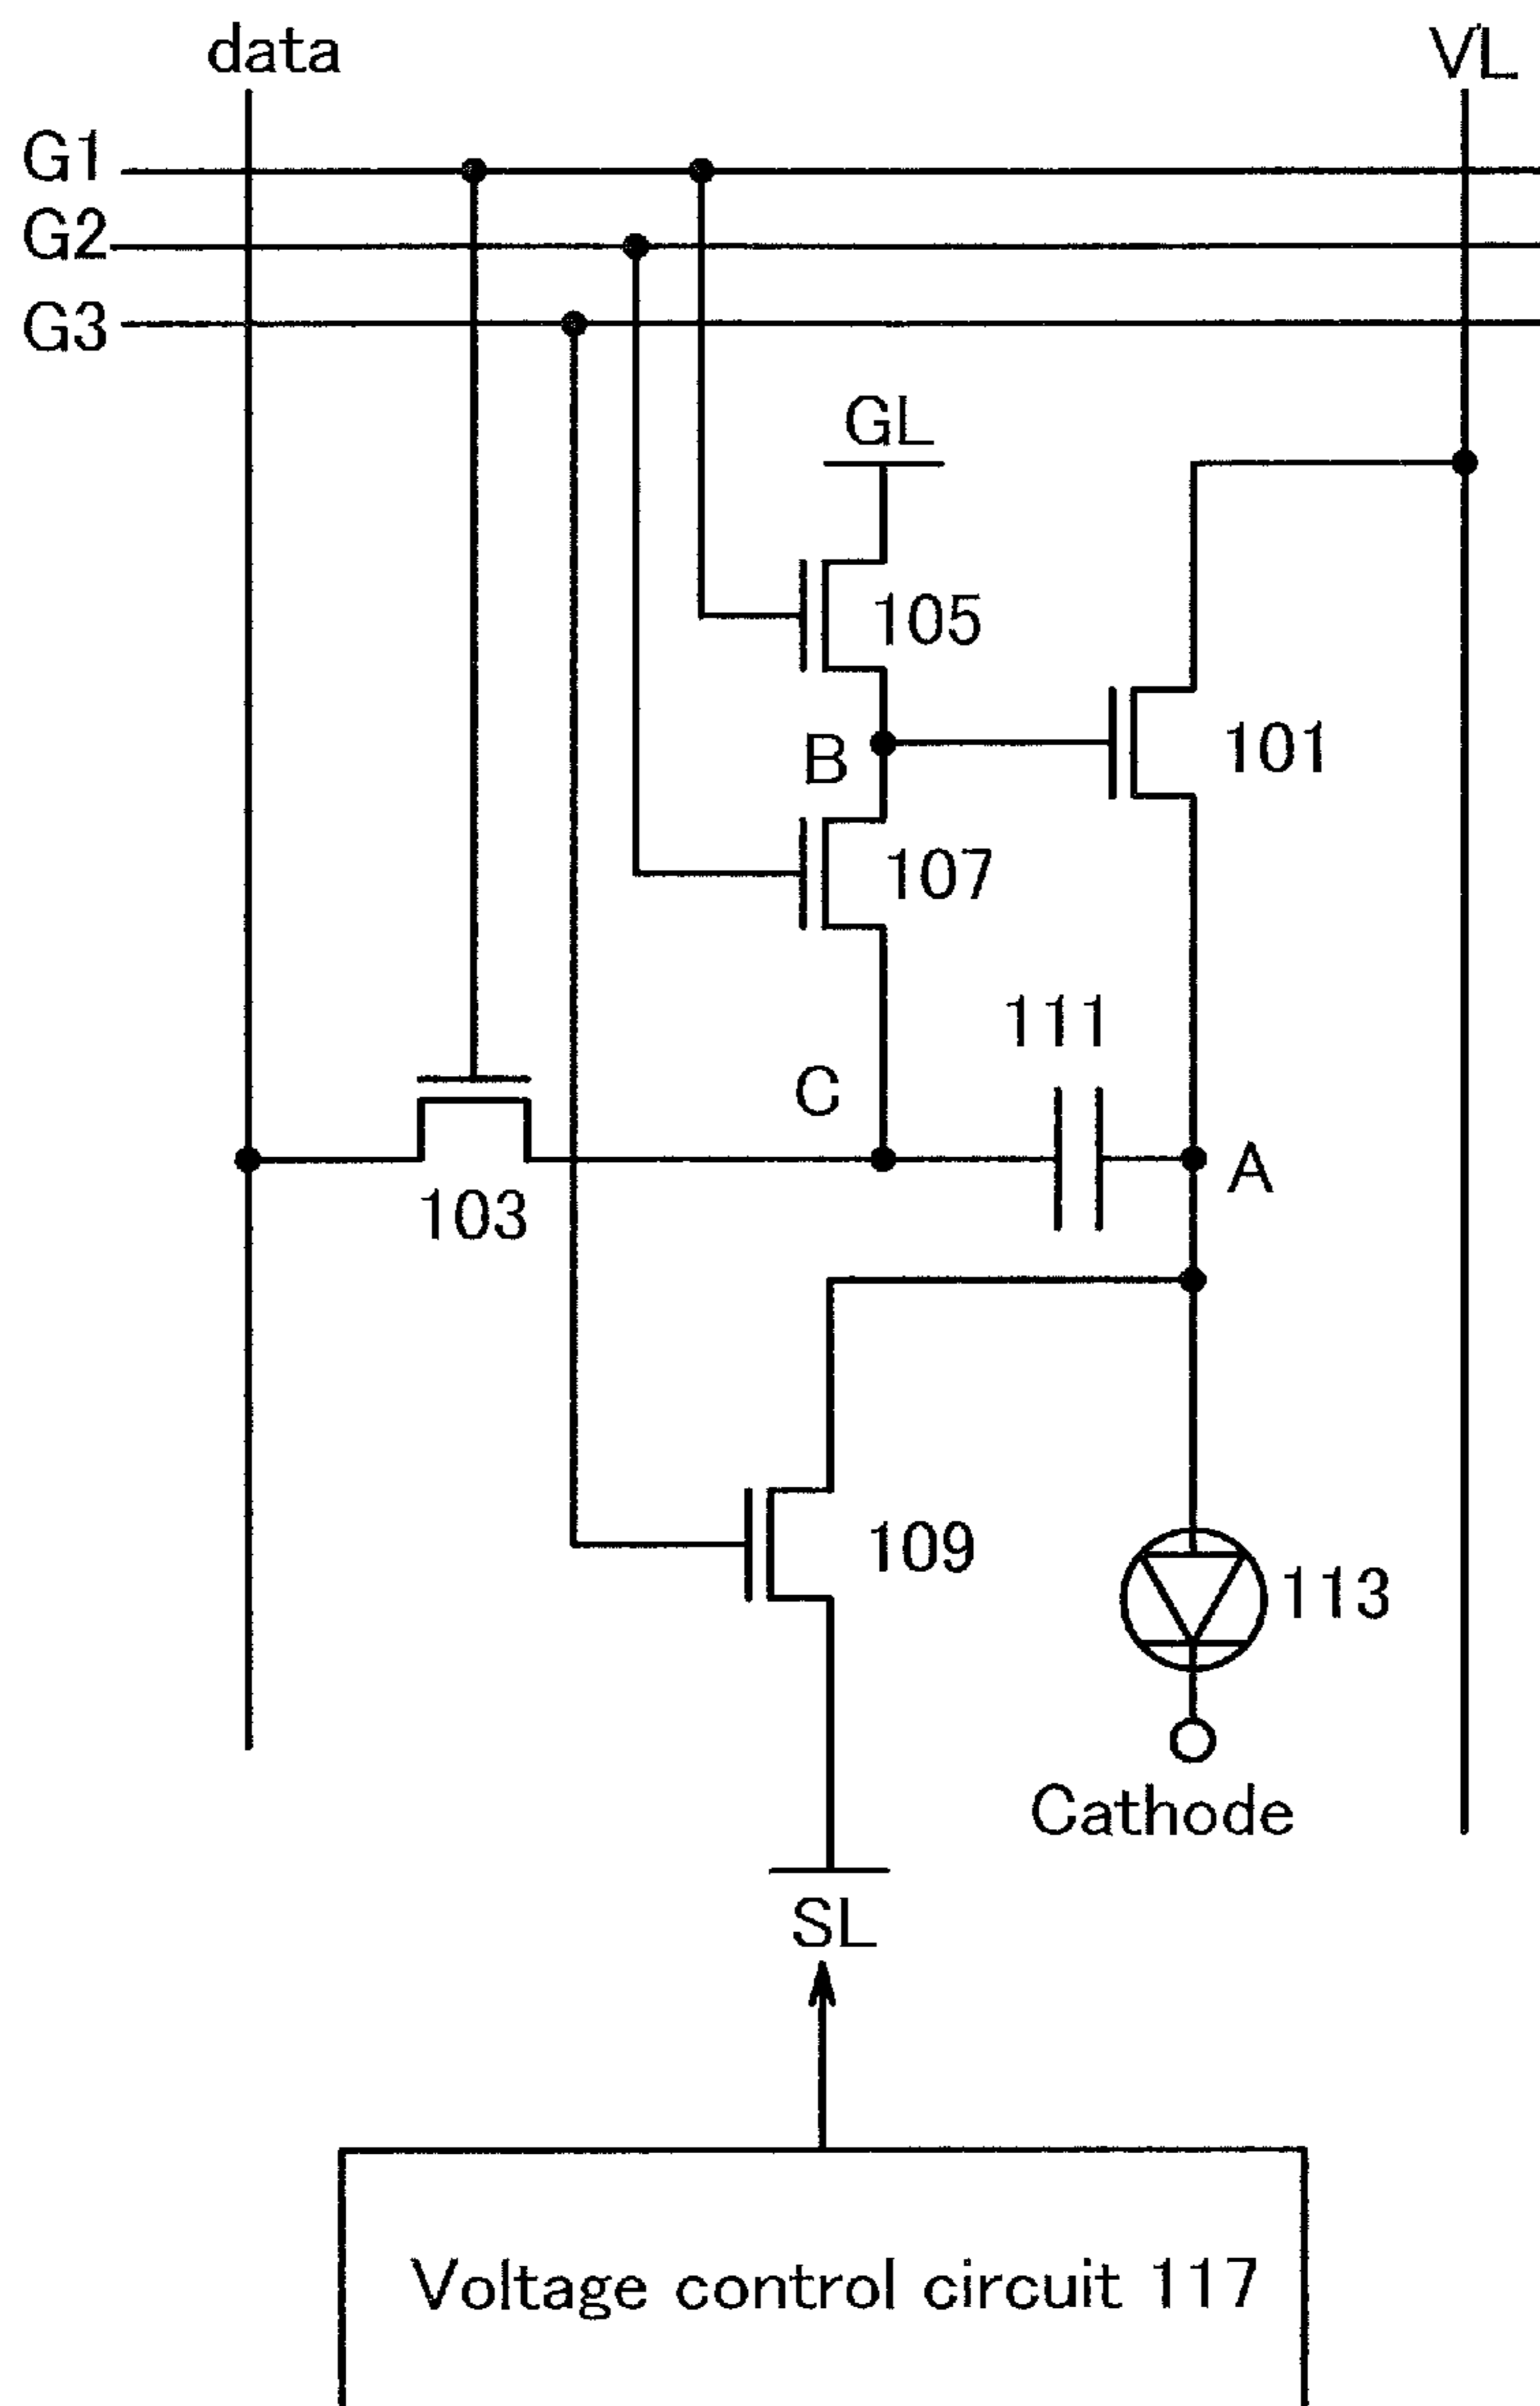 data
VL
G1
G2
G3
GL
105
101
B
107
111
C
A
103
109
113
Cathode
SL
Voltage control circuit 117